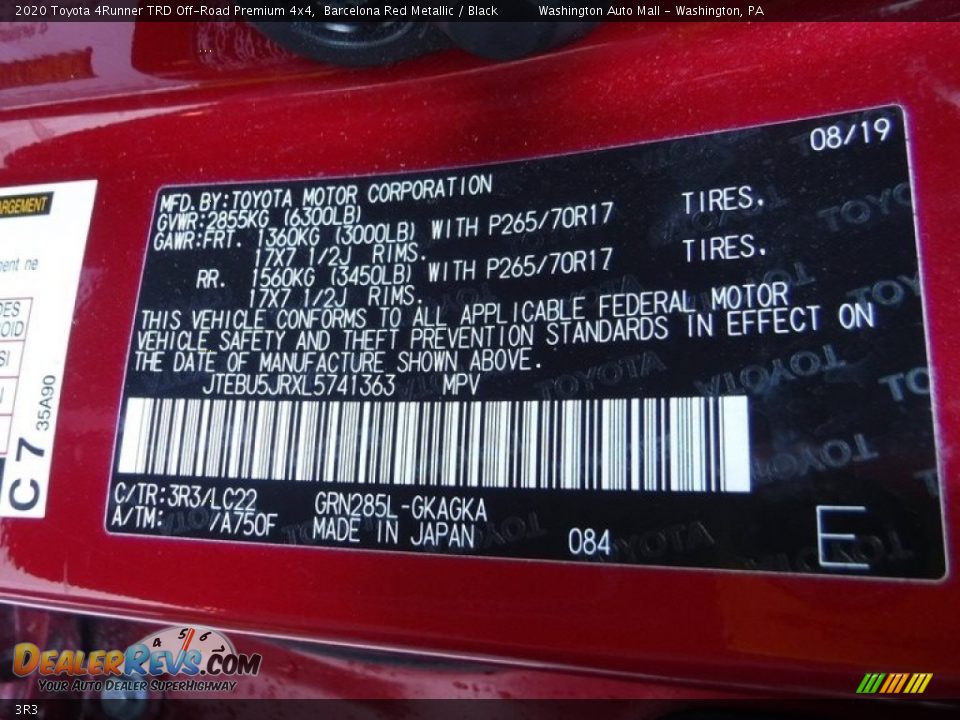 2020 Toyota 4Runner TRD Off-Road Premium 4x4, Barcelona Red Metallic / Black Washington Auto Mall - Washington, PA
08/19
MFD. BY: TOYOTA MOTOR CORPORATION
GVWR: 2855KG (6300LB)
GAWR: FRT. 1360KG (3000LB) WITH P265/70R17 TIRES.
17X7 1/2J RIMS.
RR. 1560KG (3450LB) WITH P265/70R17 TIRES.
17X7 1/2J RIMS.
THIS VEHICLE CONFORMS TO ALL APPLICABLE FEDERAL MOTOR
VEHICLE SAFETY AND THEFT PREVENTION STANDARDS IN EFFECT ON
THE DATE OF MANUFACTURE SHOWN ABOVE.
JTEBU5JRXL5741363 MPV
C/TR: 3R3/LC22 GRN285L-GKAGKA
A/TM: /A750F MADE IN JAPAN 084
E
C7
35A90
DEALERREVS.COM
4 5 6
YOUR AUTO DEALER SUPERHIGHWAY
3R3